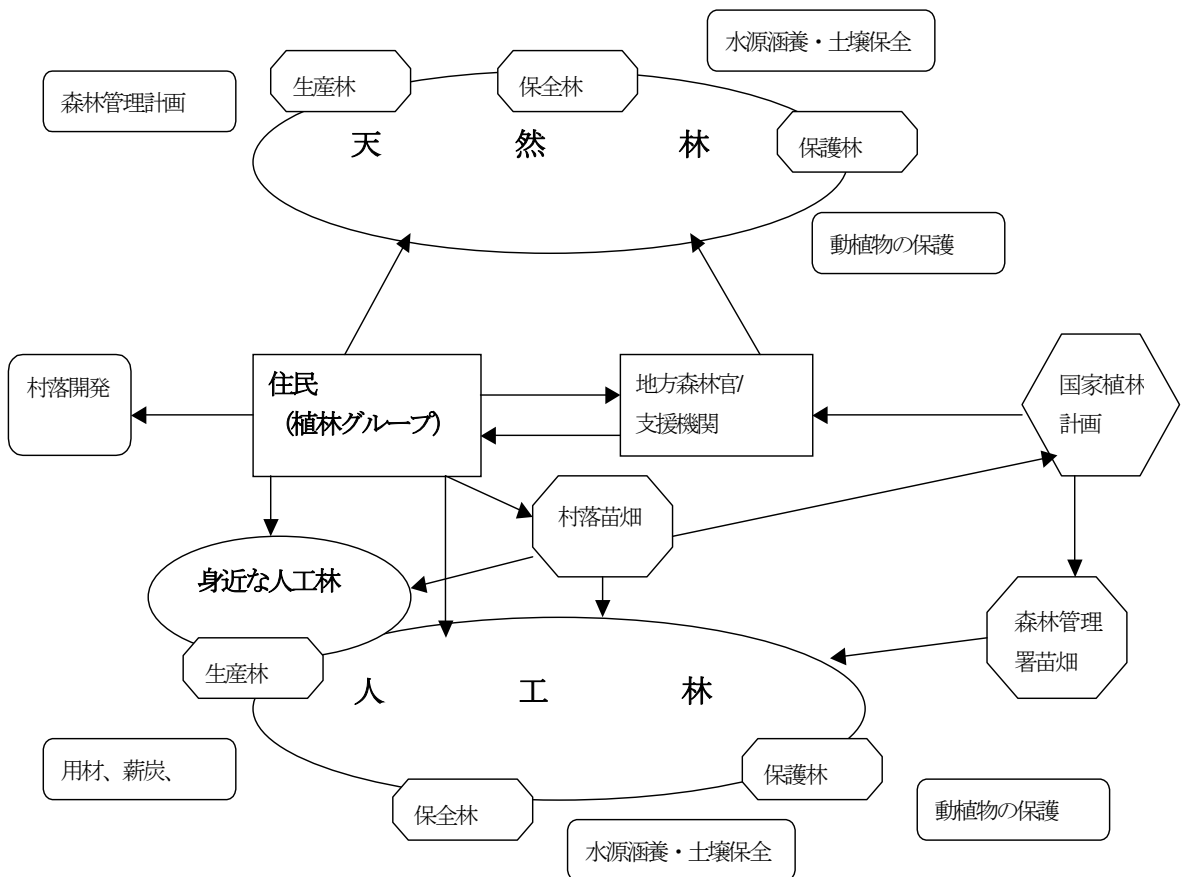 水源涵養・土壌保全
生産林
保全林
森林管理計画
天 然 林
保護林
動植物の保護
村落開発
住民
(植林グループ)
地方森林官/
支援機関
国家植林
計画
村落苗畑
身近な人工林
森林管理
署苗畑
生産林
人 工 林
用材、薪炭、
保護林
保全林
動植物の保護
水源涵養・土壌保全